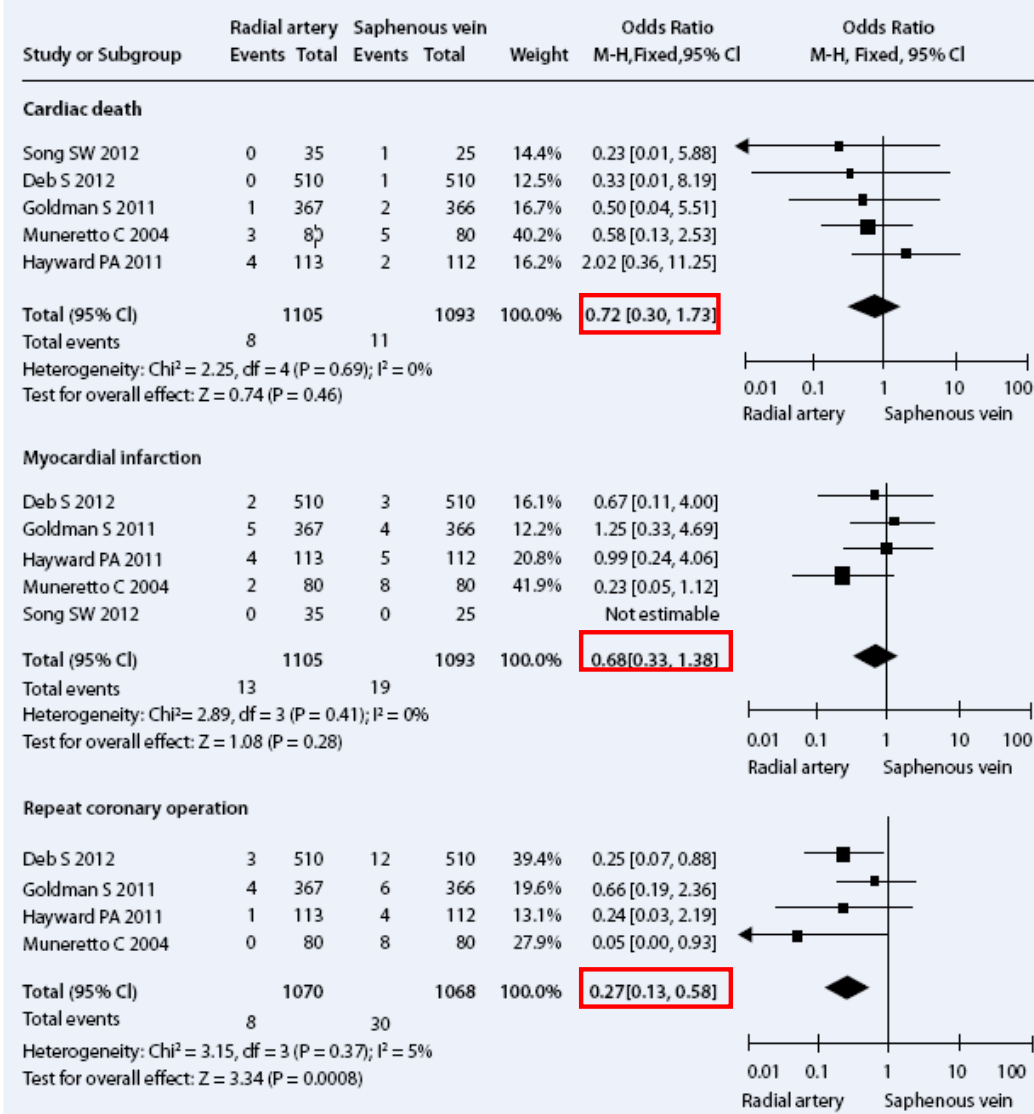 Radial artery Saphenous vein Odds Ratio Odds Ratio
Study or Subgroup Events Total Events Total Weight M-H,Fixed,95% Cl M-H, Fixed, 95% Cl
Cardiac death
Song SW 2012 0 35 1 25 14.4% 0.23 [0.01, 5.88]
Deb S 2012 0 510 1 510 12.5% 0.33 [0.01, 8.19]
Goldman S 2011 1 367 2 366 16.7% 0.50 [0.04, 5.51]
Muneretto C 2004 3 80 5 80 40.2% 0.58 [0.13, 2.53]
Hayward PA 2011 4 113 2 112 16.2% 2.02 [0.36, 11.25]
Total (95% Cl) 1105 1093 100.0% 0.72 [0.30, 1.73]
Total events 8 11
Heterogeneity: Chi² = 2.25, df = 4 (P = 0.69); I² = 0%
Test for overall effect: Z = 0.74 (P = 0.46)
0.01 0.1 1 10 100
Radial artery Saphenous vein
Myocardial infarction
Deb S 2012 2 510 3 510 16.1% 0.67 [0.11, 4.00]
Goldman S 2011 5 367 4 366 12.2% 1.25 [0.33, 4.69]
Hayward PA 2011 4 113 5 112 20.8% 0.99 [0.24, 4.06]
Muneretto C 2004 2 80 8 80 41.9% 0.23 [0.05, 1.12]
Song SW 2012 0 35 0 25 Not estimable
Total (95% Cl) 1105 1093 100.0% 0.68[0.33, 1.38]
Total events 13 19
Heterogeneity: Chi²= 2.89, df = 3 (P = 0.41); I² = 0%
Test for overall effect: Z = 1.08 (P = 0.28)
0.01 0.1 1 10 100
Radial artery Saphenous vein
Repeat coronary operation
Deb S 2012 3 510 12 510 39.4% 0.25 [0.07, 0.88]
Goldman S 2011 4 367 6 366 19.6% 0.66 [0.19, 2.36]
Hayward PA 2011 1 113 4 112 13.1% 0.24 [0.03, 2.19]
Muneretto C 2004 0 80 8 80 27.9% 0.05 [0.00, 0.93]
Total (95% Cl) 1070 1068 100.0% 0.27[0.13, 0.58]
Total events 8 30
Heterogeneity: Chi² = 3.15, df = 3 (P = 0.37); I² = 5%
Test for overall effect: Z = 3.34 (P = 0.0008)
0.01 0.1 1 10 100
Radial artery Saphenous vein